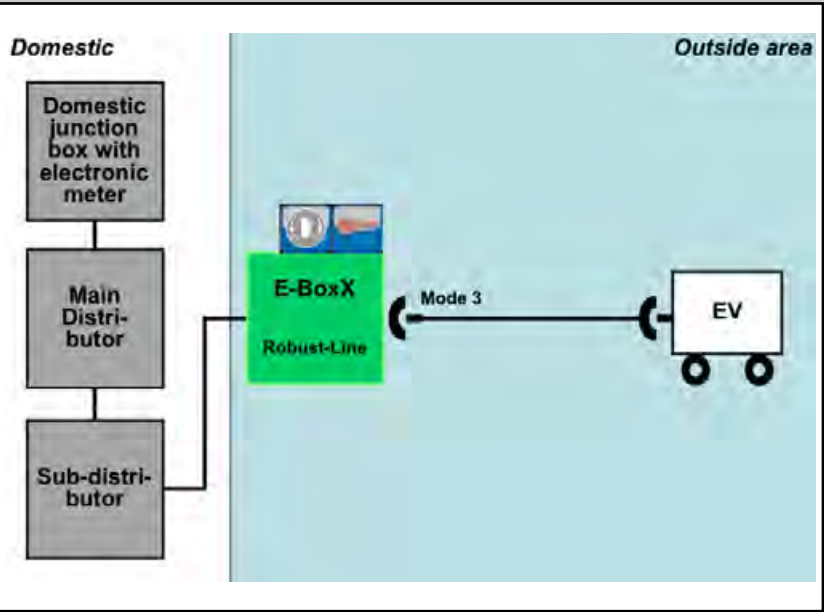 Domestic
Outside area
Domestic
junction
box with
electronic
meter
Main
Distri-
butor
Sub-distri-
butor
E-BoxX
Robust-Line
Mode 3
EV